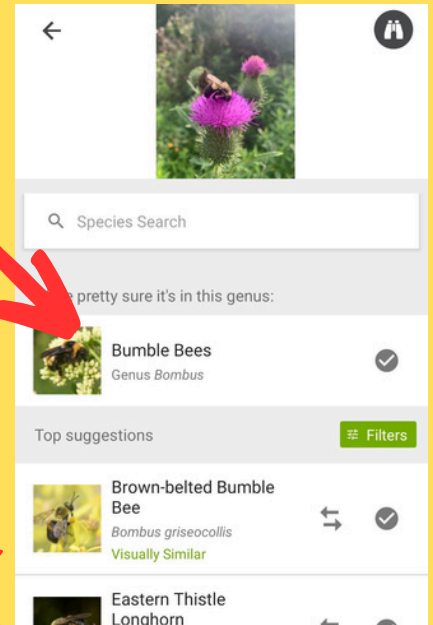 Species Search
pretty sure it's in this genus:
Bumble Bees
Genus Bombus
Top suggestions
Filters
Brown-belted Bumble
Bee
Bombus griseocollis
Visually Similar
Eastern Thistle
Longhorn